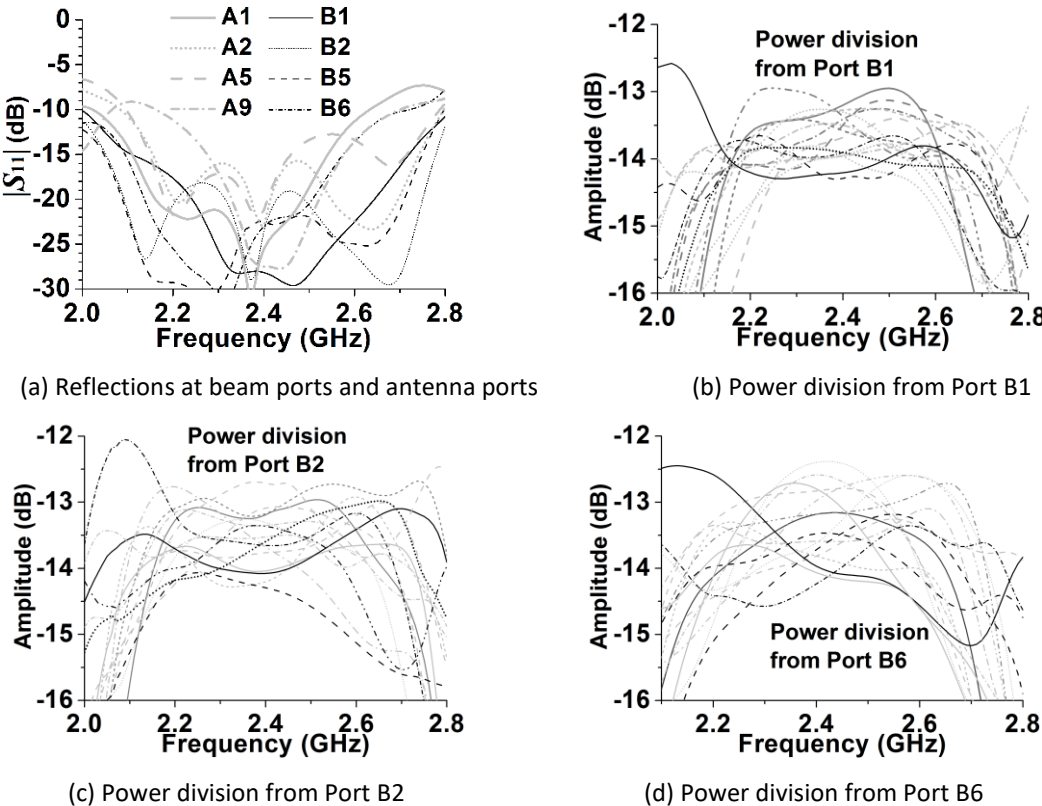 0
-5
-10
-15
-20
-25
-30
|S11| (dB)
A1 B1
A2 B2
A5 B5
A9 B6
2.0 2.2 2.4 2.6 2.8
Frequency (GHz)
(a) Reflections at beam ports and antenna ports
-12
-13
-14
-15
-16
Amplitude (dB)
Power division
from Port B1
2.0 2.2 2.4 2.6 2.8
Frequency (GHz)
(b) Power division from Port B1
-12
-13
-14
-15
-16
Amplitude (dB)
Power division
from Port B2
2.0 2.2 2.4 2.6 2.8
Frequency (GHz)
(c) Power division from Port B2
-12
-13
-14
-15
-16
Amplitude (dB)
Power division
from Port B6
2.2 2.4 2.6 2.8
Frequency (GHz)
(d) Power division from Port B6